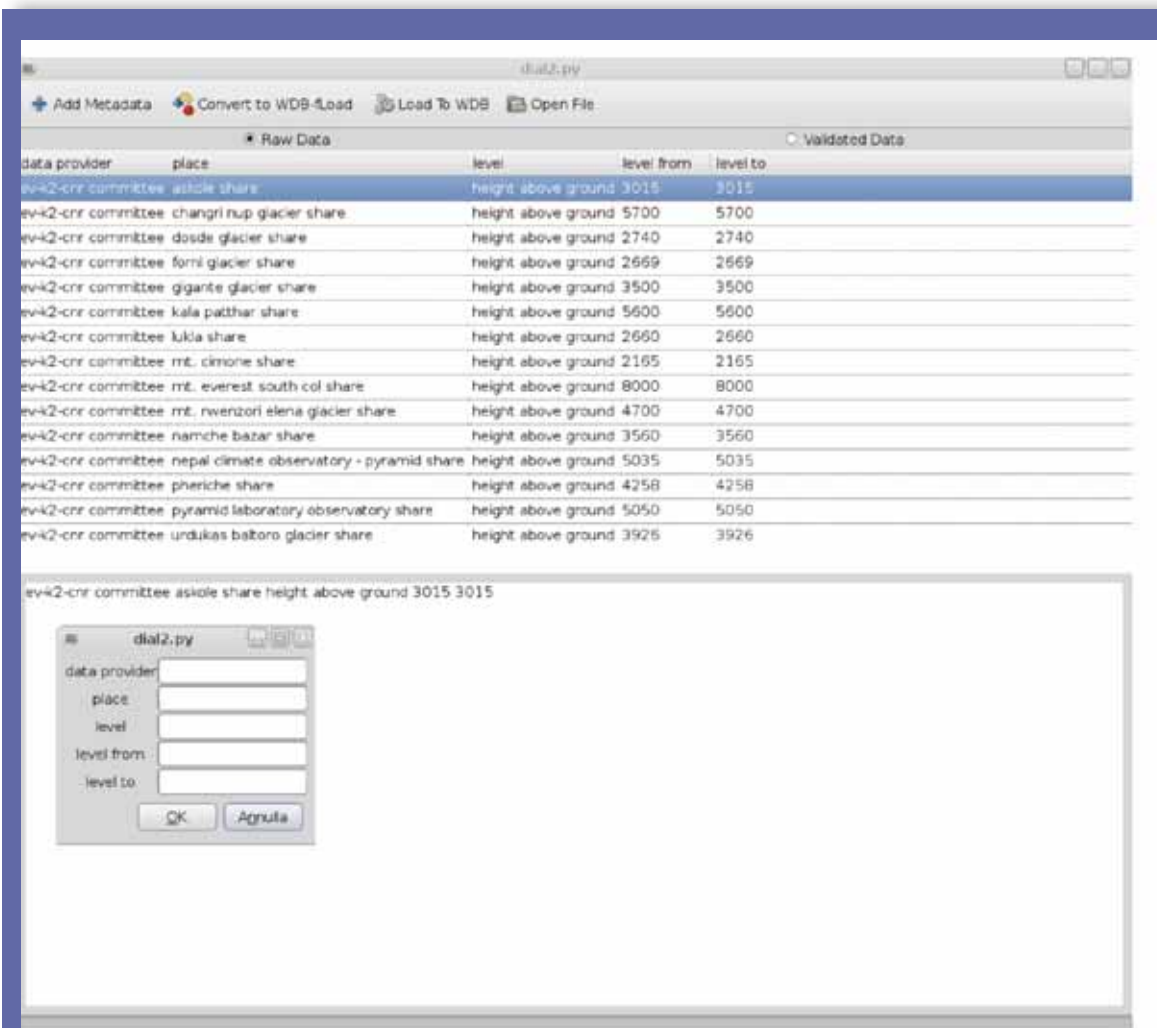 dial2.py
Add Metadata Convert to WDB-fLoad Load To WDB Open File
Raw Data Validated Data
data provider place level level from level to
ev-k2-cnr committee askole share height above ground 3015 3015
ev-k2-cnr committee changri nup glacier share height above ground 5700 5700
ev-k2-cnr committee dosde glacier share height above ground 2740 2740
ev-k2-cnr committee forni glacier share height above ground 2669 2669
ev-k2-cnr committee gigante glacier share height above ground 3500 3500
ev-k2-cnr committee kala patthar share height above ground 5600 5600
ev-k2-cnr committee lukla share height above ground 2660 2660
ev-k2-cnr committee mt. cimone share height above ground 2165 2165
ev-k2-cnr committee mt. everest south col share height above ground 8000 8000
ev-k2-cnr committee mt. rwenzori elena glacier share height above ground 4700 4700
ev-k2-cnr committee namche bazar share height above ground 3560 3560
ev-k2-cnr committee nepal climate observatory - pyramid share height above ground 5035 5035
ev-k2-cnr committee pheriche share height above ground 4258 4258
ev-k2-cnr committee pyramid laboratory observatory share height above ground 5050 5050
ev-k2-cnr committee urdukas baltoro glacier share height above ground 3926 3926
ev-k2-cnr committee askole share height above ground 3015 3015
dial2.py
data provider
place
level
level from
level to
OK Annulla